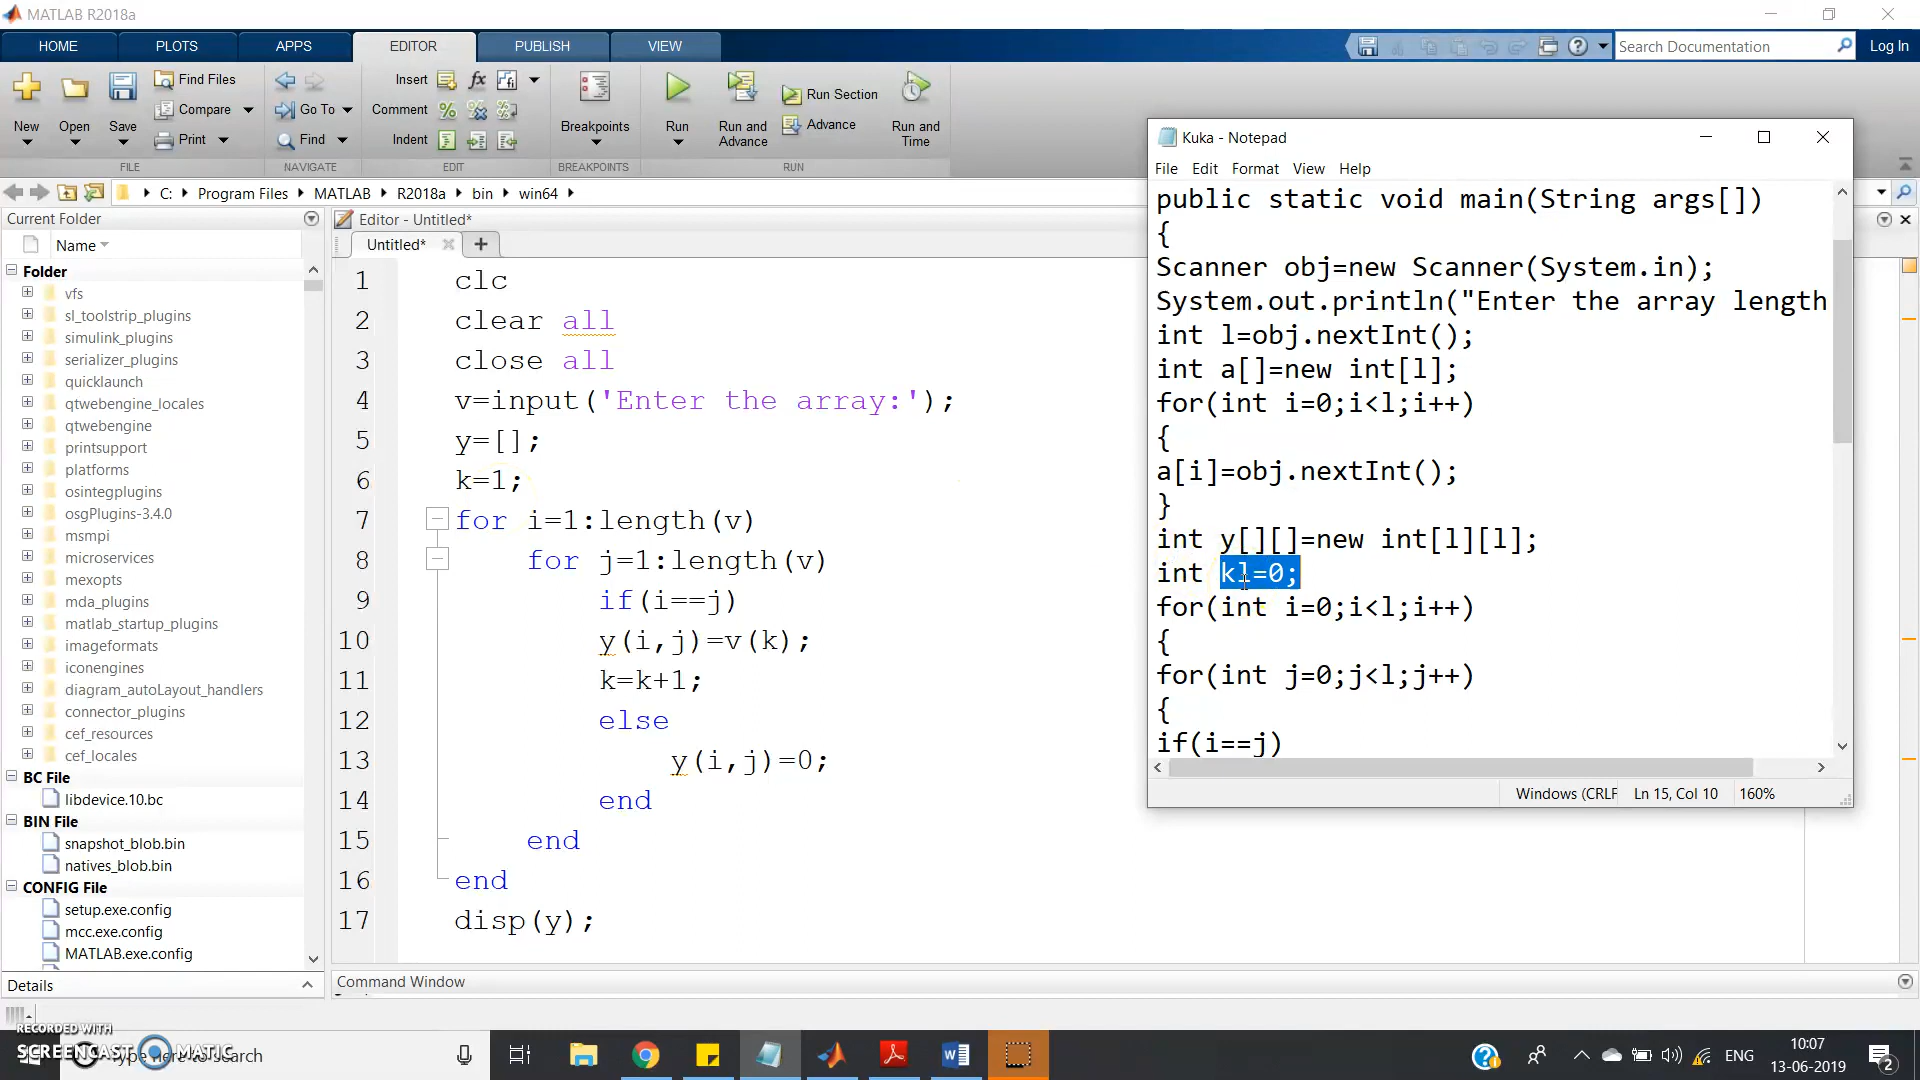 MATLAB R2018a
HOME
PLOTS
APPS
EDITOR
PUBLISH
VIEW
Search Documentation
Log In
New
Open
Save
Find Files
Compare
Print
Go To
Find
Insert
fx
Comment
Indent
Breakpoints
Run
Run and
Advance
Run Section
Advance
Run and
Time
FILE
NAVIGATE
EDIT
BREAKPOINTS
RUN
C:
Program Files
MATLAB
R2018a
bin
win64
Current Folder
Name
Folder
vfs
sl_toolstrip_plugins
simulink_plugins
serializer_plugins
quicklaunch
qtwebengine_locales
qtwebengine
printsupport
platforms
osintegplugins
osgPlugins-3.4.0
msmpi
microservices
mexopts
mda_plugins
matlab_startup_plugins
imageformats
iconengines
diagram_autoLayout_handlers
connector_plugins
cef_resources
cef_locales
BC File
libdevice.10.bc
BIN File
snapshot_blob.bin
natives_blob.bin
CONFIG File
setup.exe.config
mcc.exe.config
MATLAB.exe.config
Details
Editor - Untitled*
Untitled*
1 clc
2 clear all
3 close all
4 v=input('Enter the array:');
5 y=[];
6 k=1;
7 for i=1:length(v)
8 for j=1:length(v)
9 if(i==j)
10 y(i,j)=v(k);
11 k=k+1;
12 else
13 y(i,j)=0;
14 end
15 end
16 end
17 disp(y);
Command Window
Kuka - Notepad
File Edit Format View Help
public static void main(String args[])
{
Scanner obj=new Scanner(System.in);
System.out.println("Enter the array length
int l=obj.nextInt();
int a[]=new int[l];
for(int i=0;i<l;i++)
{
a[i]=obj.nextInt();
}
int y[][]=new int[l][l];
int kl=0;
for(int i=0;i<l;i++)
{
for(int j=0;j<l;j++)
{
if(i==j)
Windows (CRLF
Ln 15, Col 10
160%
RECORDED WITH
SCREENCAST MATIC
Type here to search
ENG
10:07
13-06-2019
2